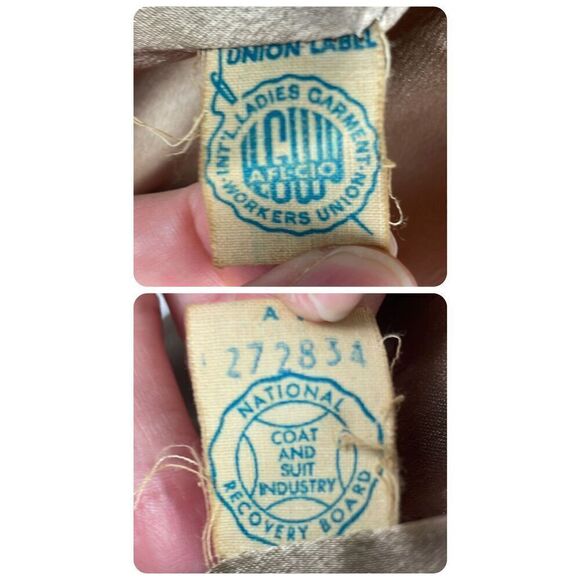 UNION LABEL
INT'L. LADIES GARMENT
ILGWU
AFL-CIO
· WORKERS UNION ·
A
272834
NATIONAL
COAT
AND
SUIT
INDUSTRY
RECOVERY BOARD